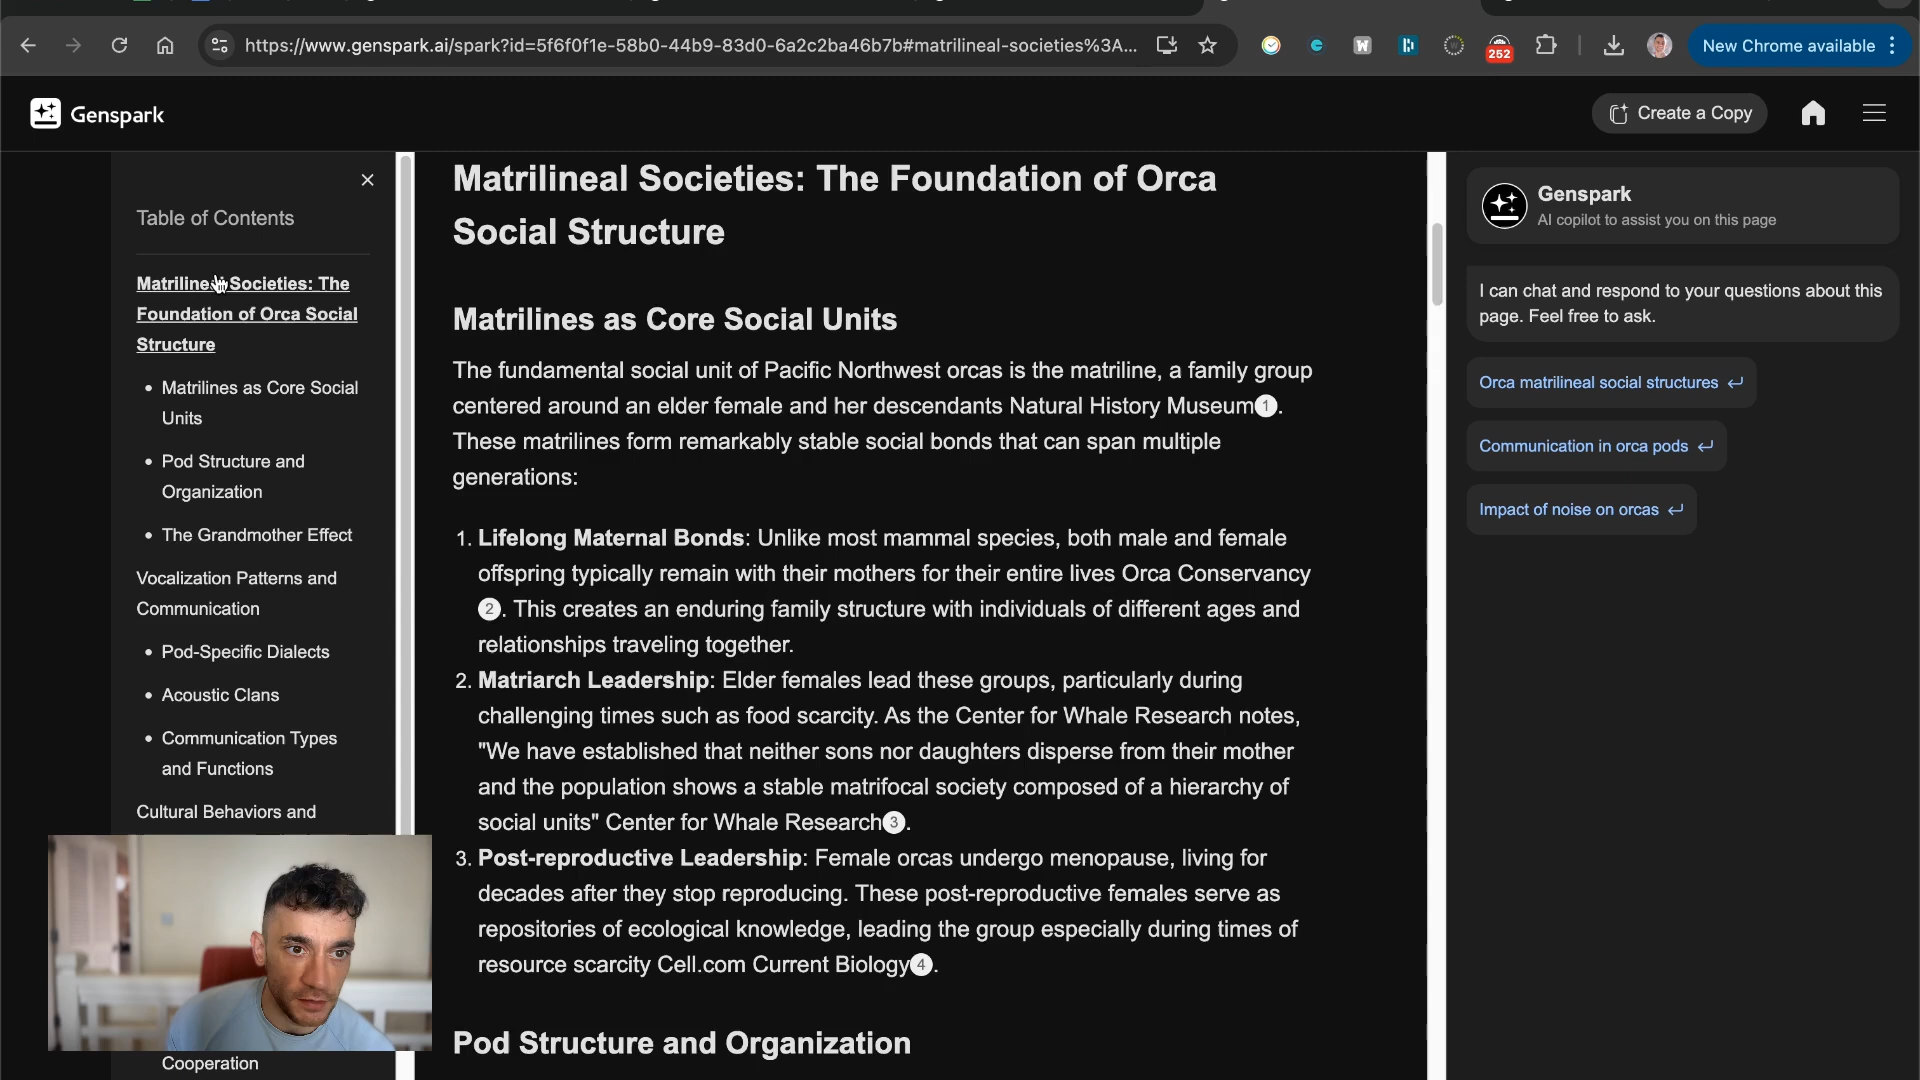 https://www.genspark.ai/spark?id=5f6f0f1e-58b0-44b9-83d0-6a2c2ba46b7b#matrilineal-societies%3A...
252
New Chrome available
Genspark
Create a Copy
Table of Contents
Matrilineal Societies: The
Foundation of Orca Social
Structure
• Matrilines as Core Social
Units
• Pod Structure and
Organization
• The Grandmother Effect
Vocalization Patterns and
Communication
• Pod-Specific Dialects
• Acoustic Clans
• Communication Types
and Functions
Cultural Behaviors and
Cooperation
Matrilineal Societies: The Foundation of Orca
Social Structure
Matrilines as Core Social Units
The fundamental social unit of Pacific Northwest orcas is the matriline, a family group
centered around an elder female and her descendants Natural History Museum 1.
These matrilines form remarkably stable social bonds that can span multiple
generations:
1. Lifelong Maternal Bonds: Unlike most mammal species, both male and female
offspring typically remain with their mothers for their entire lives Orca Conservancy
2. This creates an enduring family structure with individuals of different ages and
relationships traveling together.
2. Matriarch Leadership: Elder females lead these groups, particularly during
challenging times such as food scarcity. As the Center for Whale Research notes,
"We have established that neither sons nor daughters disperse from their mother
and the population shows a stable matrifocal society composed of a hierarchy of
social units" Center for Whale Research 3.
3. Post-reproductive Leadership: Female orcas undergo menopause, living for
decades after they stop reproducing. These post-reproductive females serve as
repositories of ecological knowledge, leading the group especially during times of
resource scarcity Cell.com Current Biology 4.
Pod Structure and Organization
Genspark
AI copilot to assist you on this page
I can chat and respond to your questions about this
page. Feel free to ask.
Orca matrilineal social structures
Communication in orca pods
Impact of noise on orcas